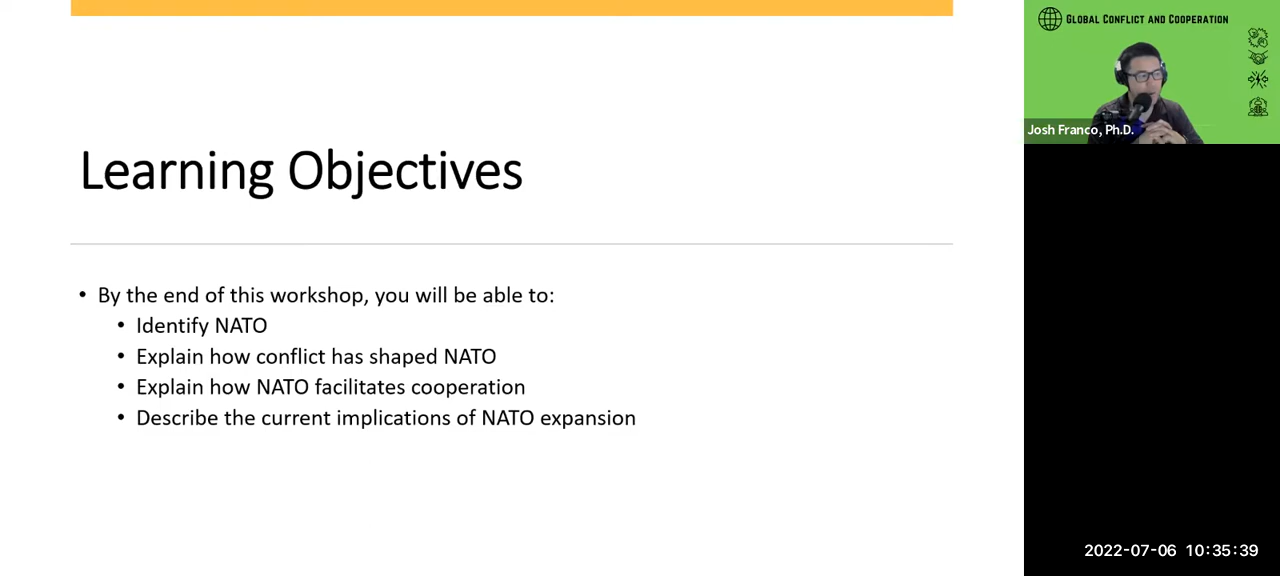 Learning Objectives
• By the end of this workshop, you will be able to:
• Identify NATO
• Explain how conflict has shaped NATO
• Explain how NATO facilitates cooperation
• Describe the current implications of NATO expansion
Global Conflict and Cooperation
Josh Franco, Ph.D.
2022-07-06 10:35:39